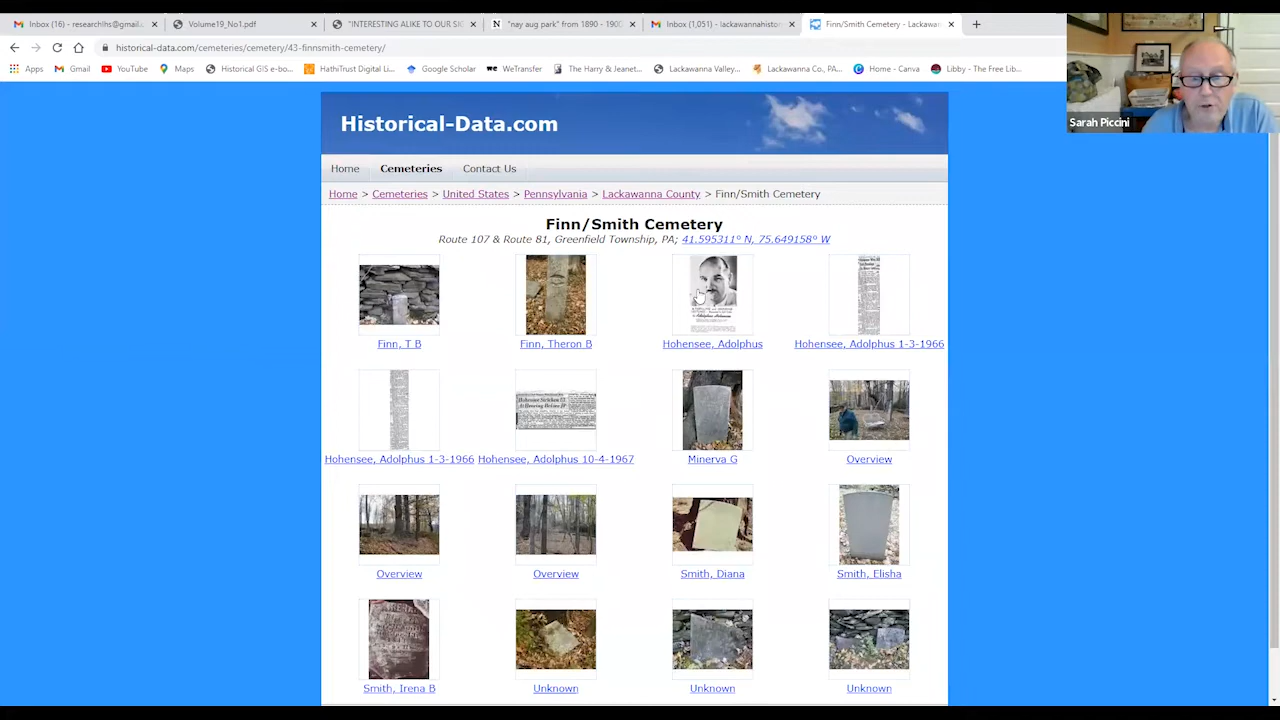 Inbox (16) - researchlhs@gmail.c
Volume19_No1.pdf
"INTERESTING ALIKE TO OUR SIC
"nay aug park" from 1890 - 1900
Inbox (1,051) - lackawannahistor
Finn/Smith Cemetery - Lackawan
historical-data.com/cemeteries/cemetery/43-finnsmith-cemetery/
Apps
Gmail
YouTube
Maps
Historical GIS e-bo...
HathiTrust Digital Li...
Google Scholar
WeTransfer
The Harry & Jeanet...
Lackawanna Valley...
Lackawanna Co., PA...
Home - Canva
Libby - The Free Lib...
Sarah Piccini
Historical-Data.com
Home
Cemeteries
Contact Us
Home > Cemeteries > United States > Pennsylvania > Lackawanna County > Finn/Smith Cemetery
Finn/Smith Cemetery
Route 107 & Route 81, Greenfield Township, PA; 41.595311° N, 75.649158° W
Finn, T B
Finn, Theron B
Hohensee, Adolphus
Hohensee, Adolphus 1-3-1966
Hohensee, Adolphus 1-3-1966
Hohensee, Adolphus 10-4-1967
Minerva G
Overview
Overview
Overview
Smith, Diana
Smith, Elisha
Smith, Irena B
Unknown
Unknown
Unknown